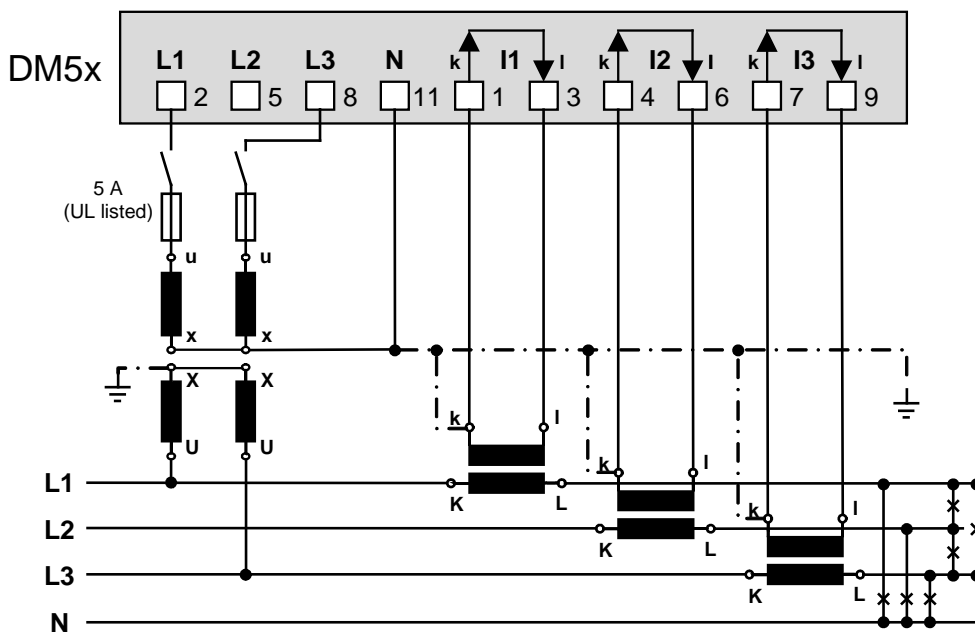 DM5x
L1 L2 L3 N k I1 l k I2 l k I3 l
2 5 8 11 1 3 4 6 7 9
5 A
(UL listed)
u u
x x
X X
U U
k l
k l
k l
L1 K L
L2 K L
L3 K L
N